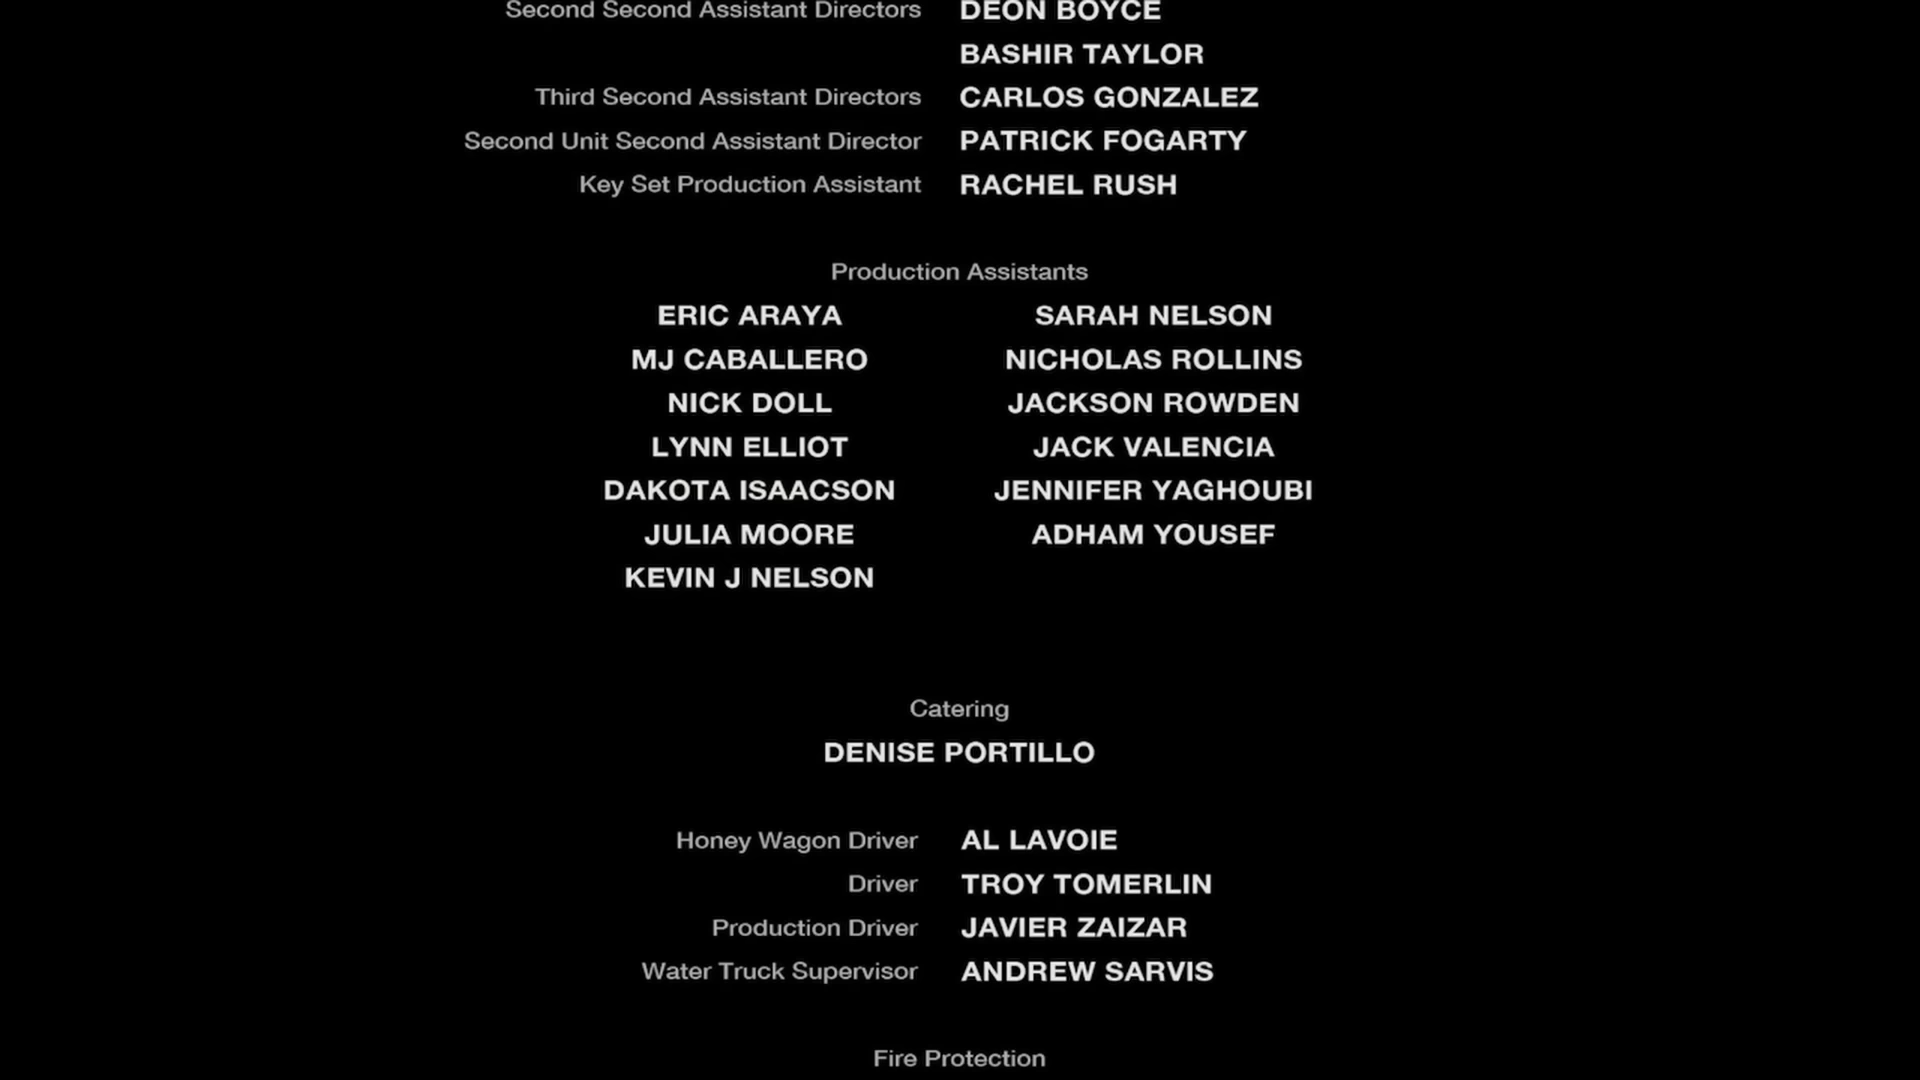 Second Second Assistant Directors DEON BOYCE
BASHIR TAYLOR
Third Second Assistant Directors CARLOS GONZALEZ
Second Unit Second Assistant Director PATRICK FOGARTY
Key Set Production Assistant RACHEL RUSH
Production Assistants
ERIC ARAYA SARAH NELSON
MJ CABALLERO NICHOLAS ROLLINS
NICK DOLL JACKSON ROWDEN
LYNN ELLIOT JACK VALENCIA
DAKOTA ISAACSON JENNIFER YAGHOUBI
JULIA MOORE ADHAM YOUSEF
KEVIN J NELSON
Catering
DENISE PORTILLO
Honey Wagon Driver AL LAVOIE
Driver TROY TOMERLIN
Production Driver JAVIER ZAIZAR
Water Truck Supervisor ANDREW SARVIS
Fire Protection